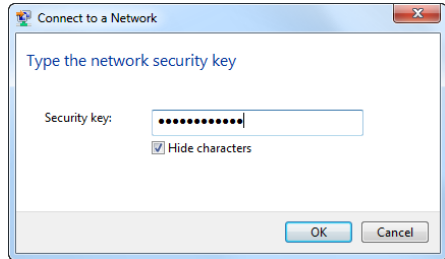 Connect to a Network
Type the network security key
Security key: ●●●●●●●●●●●●
Hide characters
OK Cancel